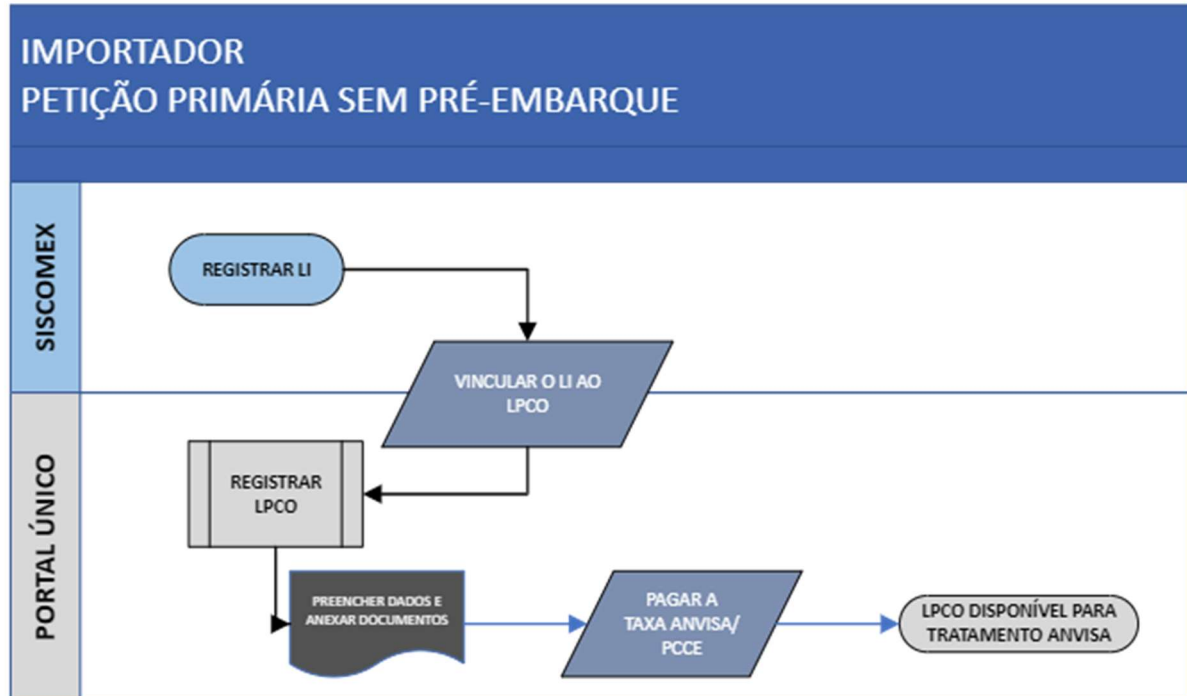 IMPORTADOR
PETIÇÃO PRIMÁRIA SEM PRÉ-EMBARQUE
SISCOMEX
REGISTRAR LI
VINCULAR O LI AO
LPCO
PORTAL ÚNICO
REGISTRAR
LPCO
PREENCHER DADOS E
ANEXAR DOCUMENTOS
PAGAR A
TAXA ANVISA/
PCCE
LPCO DISPONÍVEL PARA
TRATAMENTO ANVISA